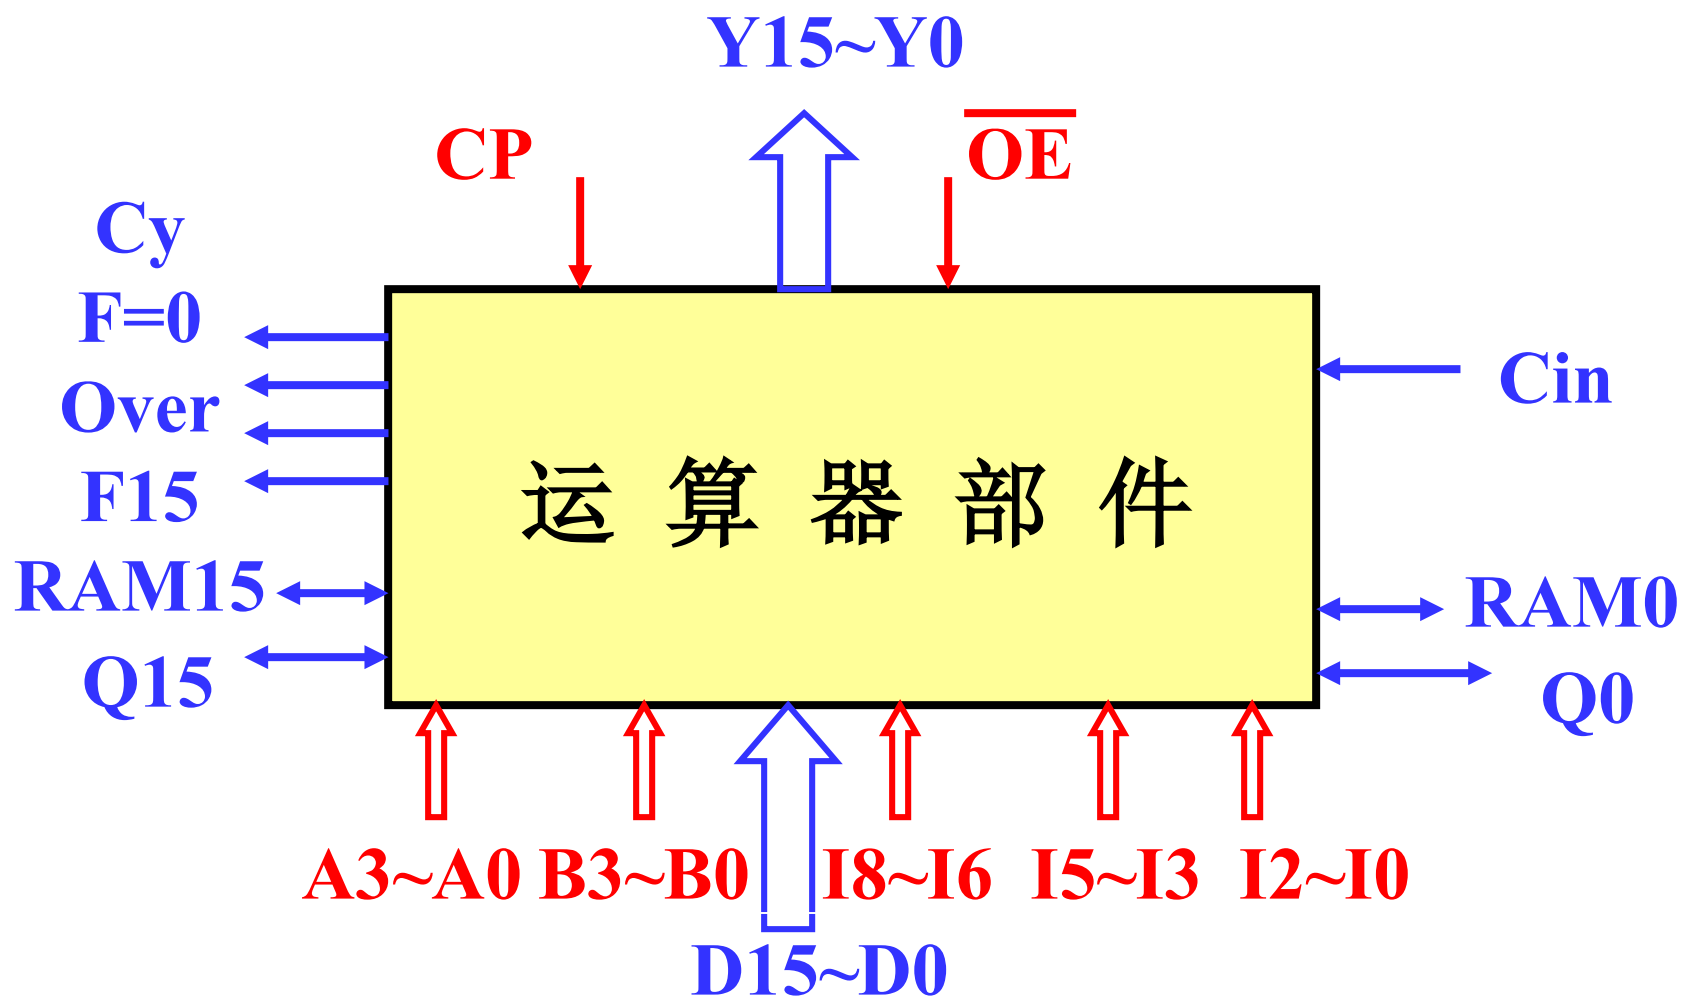 Y15~Y0
CP
OE
Cy
F=0
Over
F15
RAM15
Q15
运算器部件
Cin
RAM0
Q0
A3~A0 B3~B0 I8~I6 I5~I3 I2~I0
D15~D0